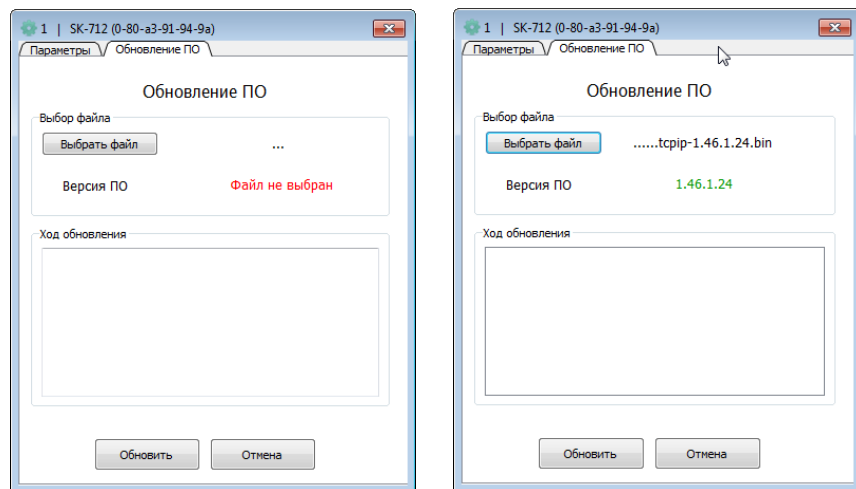 1 | SK-712 (0-80-a3-91-94-9a)
Параметры Обновление ПО
Обновление ПО
Выбор файла
Выбрать файл ...
Версия ПО Файл не выбран
Ход обновления
Обновить Отмена
1 | SK-712 (0-80-a3-91-94-9a)
Параметры Обновление ПО
Обновление ПО
Выбор файла
Выбрать файл ......tcpip-1.46.1.24.bin
Версия ПО 1.46.1.24
Ход обновления
Обновить Отмена